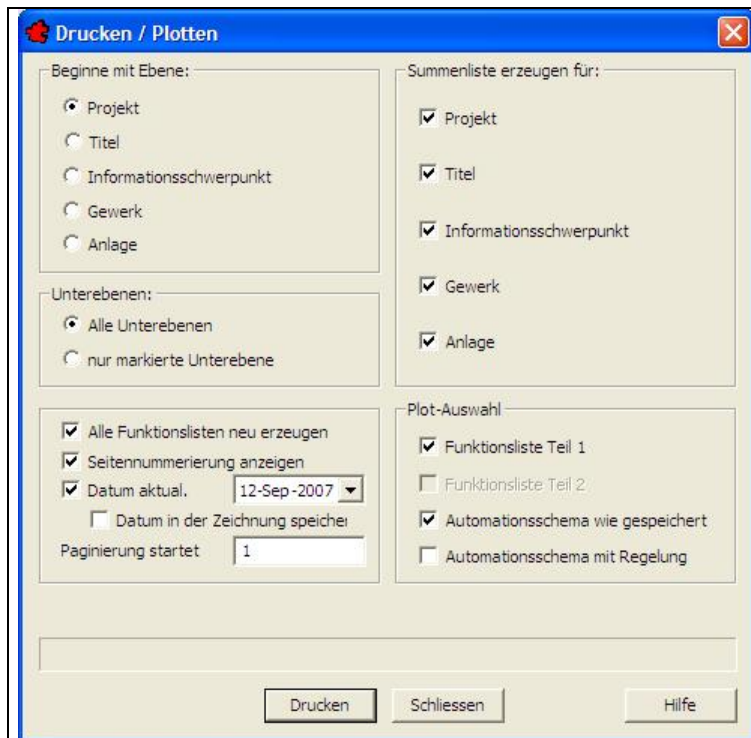 Drucken / Plotten
Beginne mit Ebene:
Projekt
Titel
Informationsschwerpunkt
Gewerk
Anlage
Unterebenen:
Alle Unterebenen
nur markierte Unterebene
Alle Funktionslisten neu erzeugen
Seitennummerierung anzeigen
Datum aktual. 12-Sep-2007
Datum in der Zeichnung speicher
Paginierung startet 1
Summenliste erzeugen für:
Projekt
Titel
Informationsschwerpunkt
Gewerk
Anlage
Plot-Auswahl
Funktionsliste Teil 1
Funktionsliste Teil 2
Automationsschema wie gespeichert
Automationsschema mit Regelung
Drucken Schliessen Hilfe